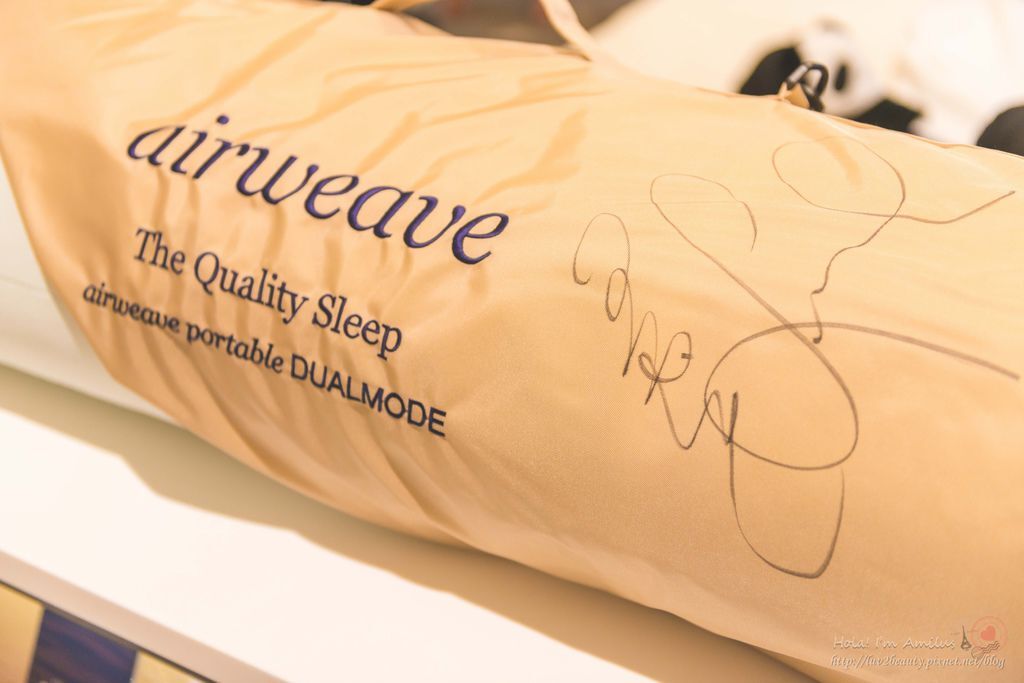 airweave
The Quality Sleep
airweave portable DUALMODE
Hola! I'm Amilus
http://luv2beauty.pixnet.net/blog